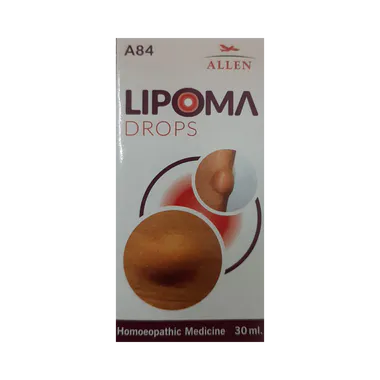 A84
ALLEN
LIPOMA
DROPS
Homoeopathic Medicine 30 ml.